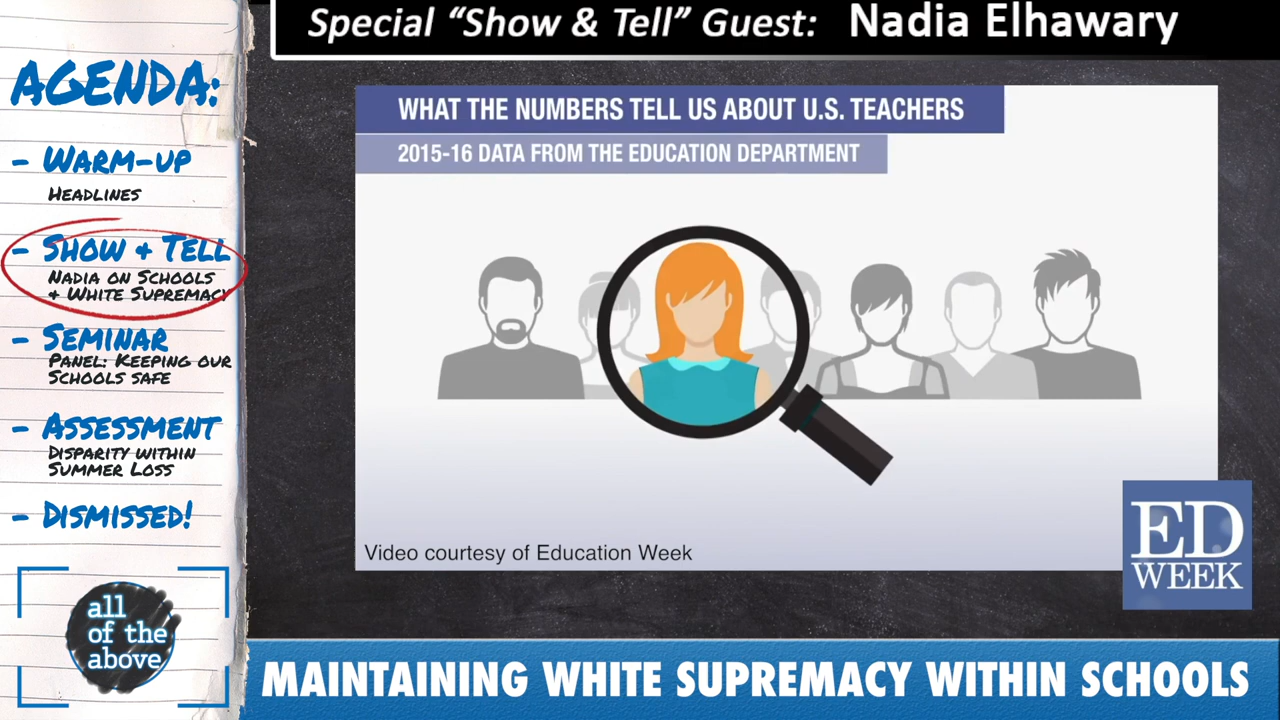 Special “Show & Tell” Guest: Nadia Elhawary
AGENDA:
- WARM-UP
HEADLINES
- SHOW + TELL
NADIA ON SCHOOLS
& WHITE SUPREMACY
- SEMINAR
PANEL: KEEPING OUR
SCHOOLS SAFE
- ASSESSMENT
DISPARITY WITHIN
SUMMER LOSS
- DISMISSED!
all
of the
above
WHAT THE NUMBERS TELL US ABOUT U.S. TEACHERS
2015-16 DATA FROM THE EDUCATION DEPARTMENT
Video courtesy of Education Week
ED
WEEK
MAINTAINING WHITE SUPREMACY WITHIN SCHOOLS